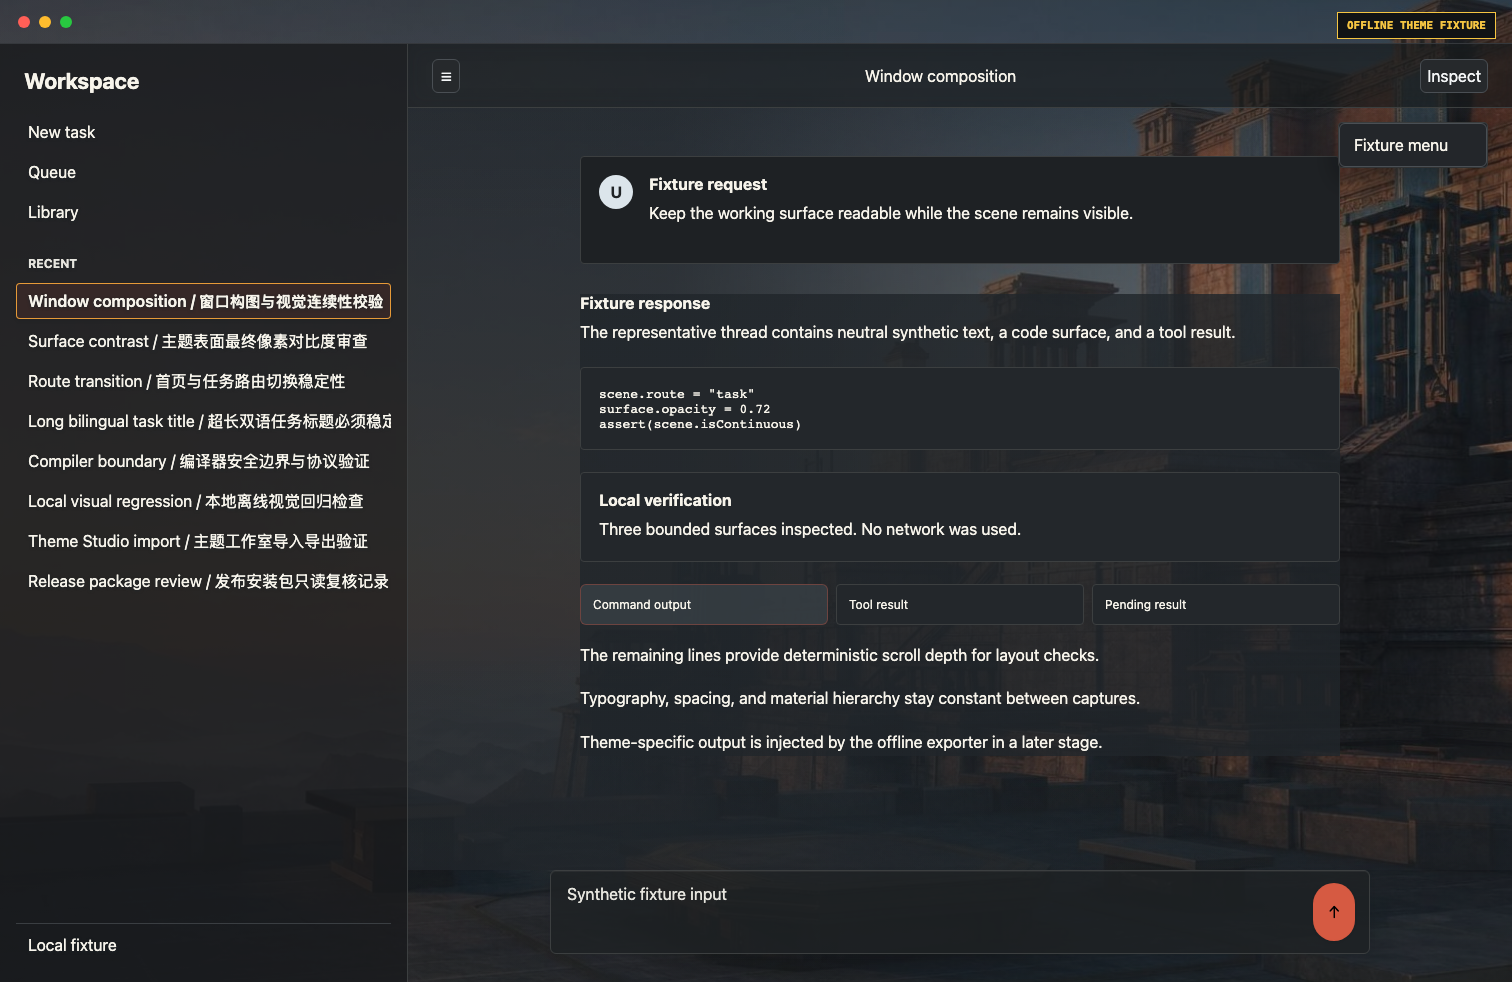 OFFLINE THEME FIXTURE
Workspace
New task
Queue
Library
RECENT
Window composition / 窗口构图与视觉连续性校验
Surface contrast / 主题表面最终像素对比度审查
Route transition / 首页与任务路由切换稳定性
Long bilingual task title / 超长双语任务标题必须稳定
Compiler boundary / 编译器安全边界与协议验证
Local visual regression / 本地离线视觉回归检查
Theme Studio import / 主题工作室导入导出验证
Release package review / 发布安装包只读复核记录
Local fixture
Window composition
Inspect
Fixture menu
U
Fixture request
Keep the working surface readable while the scene remains visible.
Fixture response
The representative thread contains neutral synthetic text, a code surface, and a tool result.
scene.route = "task"
surface.opacity = 0.72
assert(scene.isContinuous)
Local verification
Three bounded surfaces inspected. No network was used.
Command output
Tool result
Pending result
The remaining lines provide deterministic scroll depth for layout checks.
Typography, spacing, and material hierarchy stay constant between captures.
Theme-specific output is injected by the offline exporter in a later stage.
Synthetic fixture input